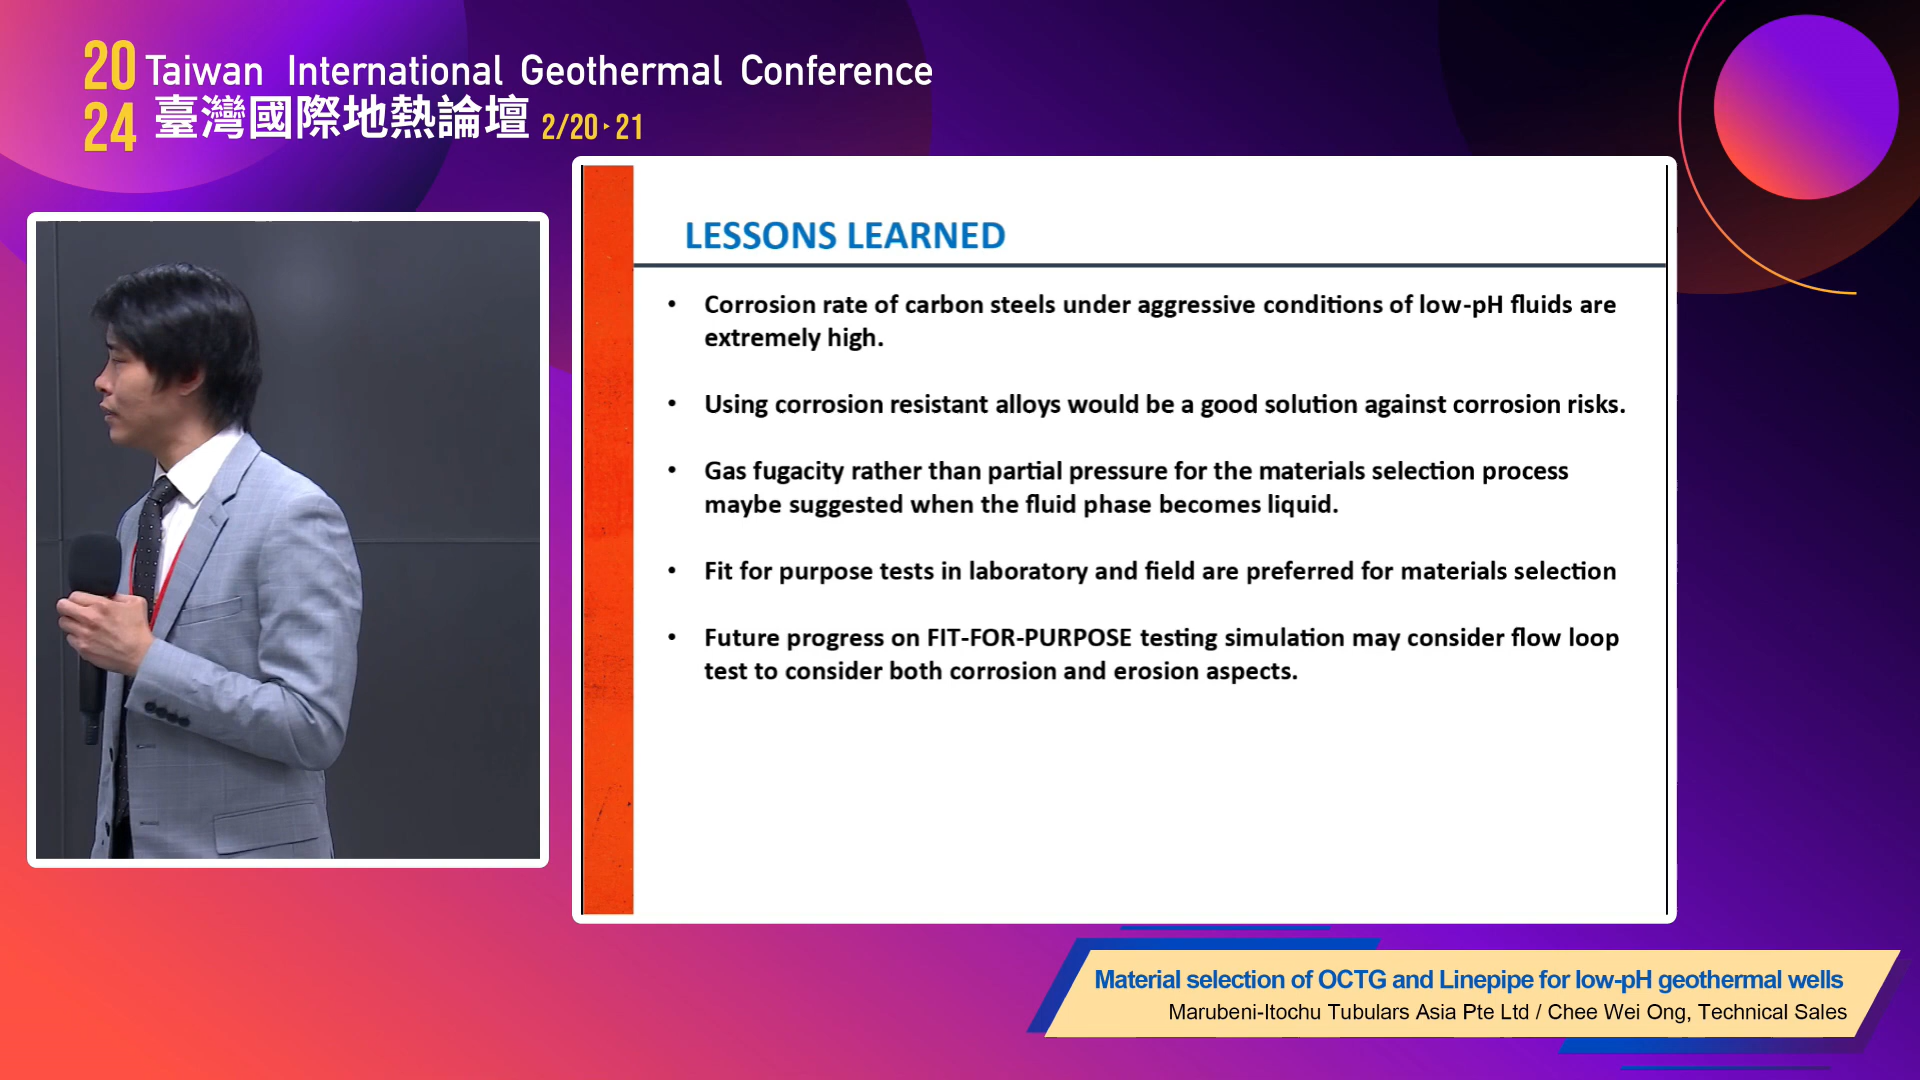 2024 Taiwan International Geothermal Conference
臺灣國際地熱論壇 2/20‣21
LESSONS LEARNED
• Corrosion rate of carbon steels under aggressive conditions of low-pH fluids are
extremely high.
• Using corrosion resistant alloys would be a good solution against corrosion risks.
• Gas fugacity rather than partial pressure for the materials selection process
maybe suggested when the fluid phase becomes liquid.
• Fit for purpose tests in laboratory and field are preferred for materials selection
• Future progress on FIT-FOR-PURPOSE testing simulation may consider flow loop
test to consider both corrosion and erosion aspects.
Material selection of OCTG and Linepipe for low-pH geothermal wells
Marubeni-Itochu Tubulars Asia Pte Ltd / Chee Wei Ong, Technical Sales